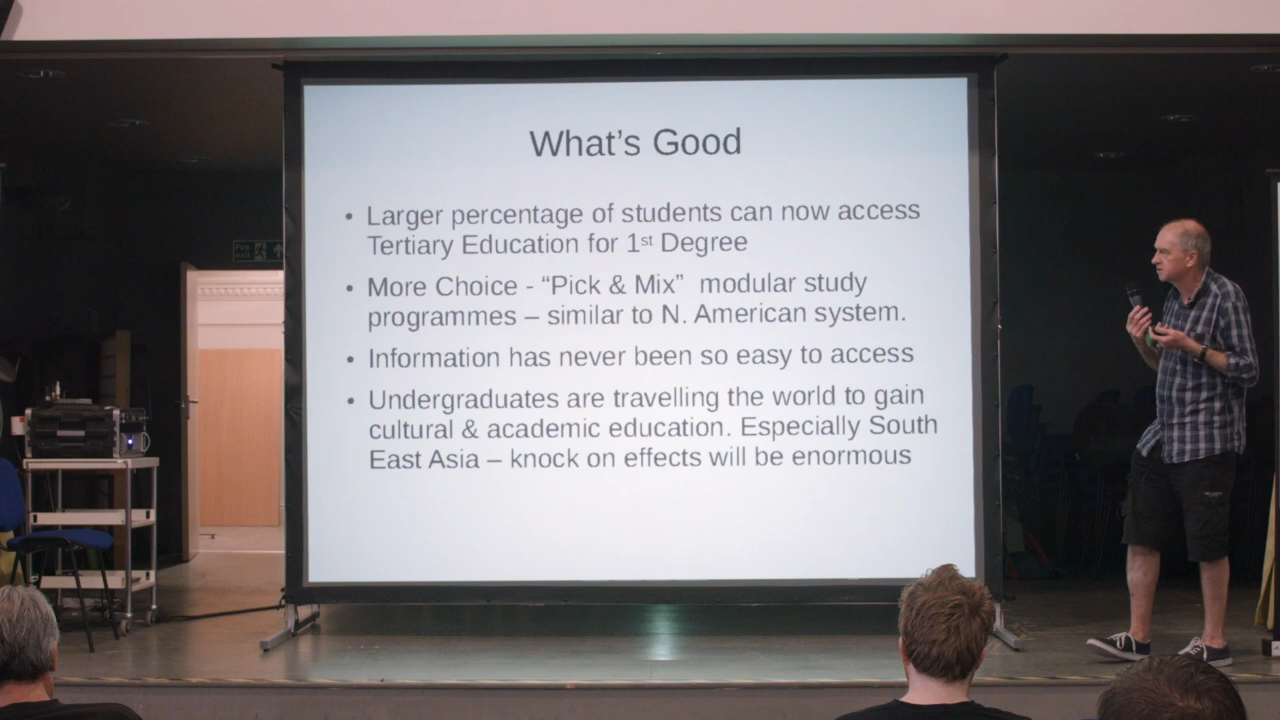 What’s Good
• Larger percentage of students can now access
Tertiary Education for 1st Degree
• More Choice - “Pick & Mix”  modular study
programmes – similar to N. American system.
• Information has never been so easy to access
• Undergraduates are travelling the world to gain
cultural & academic education. Especially South
East Asia – knock on effects will be enormous